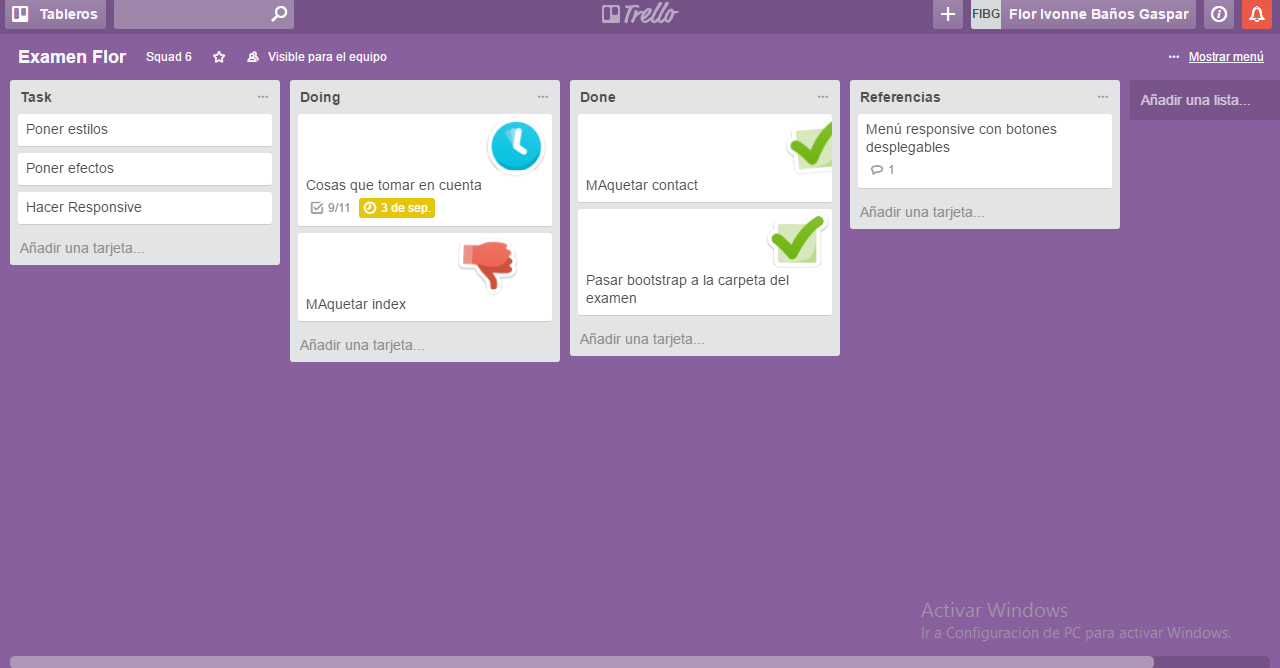 Tableros
Trello
FIBG
Flor Ivonne Baños Gaspar
Examen Flor
Squad 6
Visible para el equipo
Mostrar menú
Task
Poner estilos
Poner efectos
Hacer Responsive
Añadir una tarjeta...
Doing
Cosas que tomar en cuenta
9/11
3 de sep.
MAquetar index
Añadir una tarjeta...
Done
MAquetar contact
Pasar bootstrap a la carpeta del
examen
Añadir una tarjeta...
Referencias
Menú responsive con botones
desplegables
1
Añadir una tarjeta...
Añadir una lista...
Activar Windows
Ir a Configuración de PC para activar Windows.